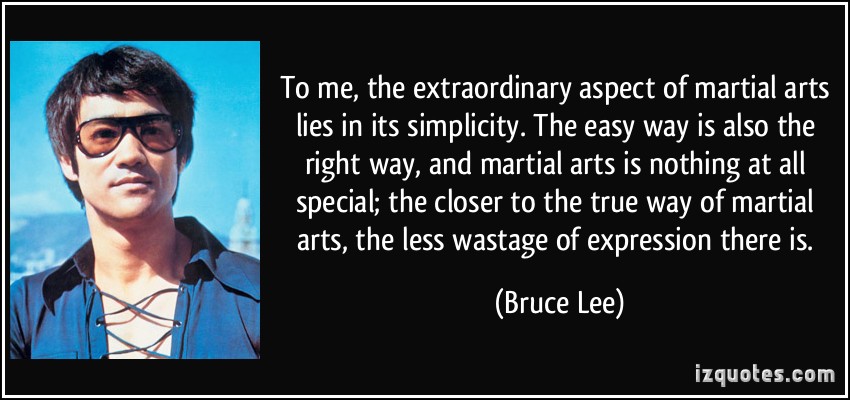 To me, the extraordinary aspect of martial arts
lies in its simplicity. The easy way is also the
right way, and martial arts is nothing at all
special; the closer to the true way of martial
arts, the less wastage of expression there is.
(Bruce Lee)
izquotes.com